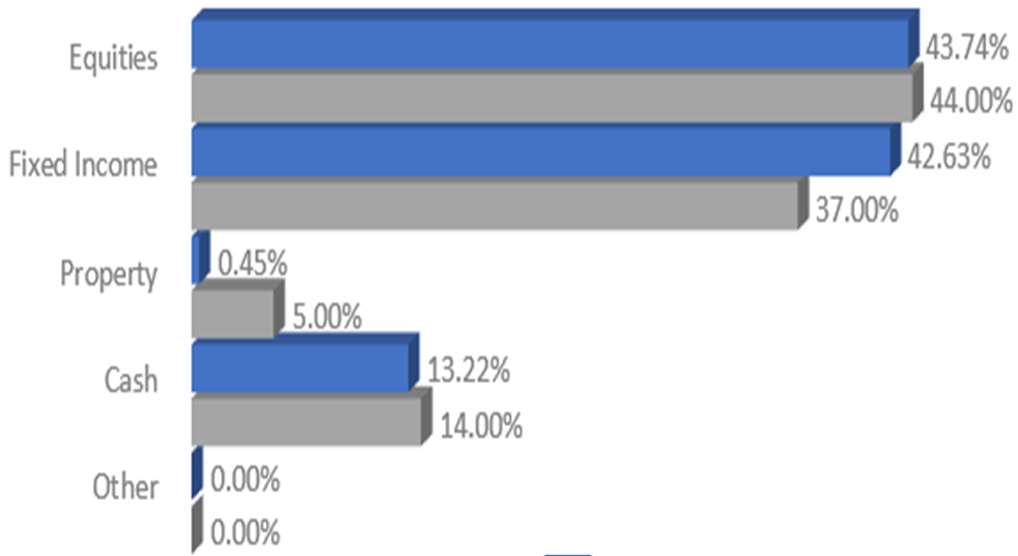 Equities
43.74%
44.00%
Fixed Income
42.63%
37.00%
Property
0.45%
5.00%
Cash
13.22%
14.00%
Other
0.00%
0.00%